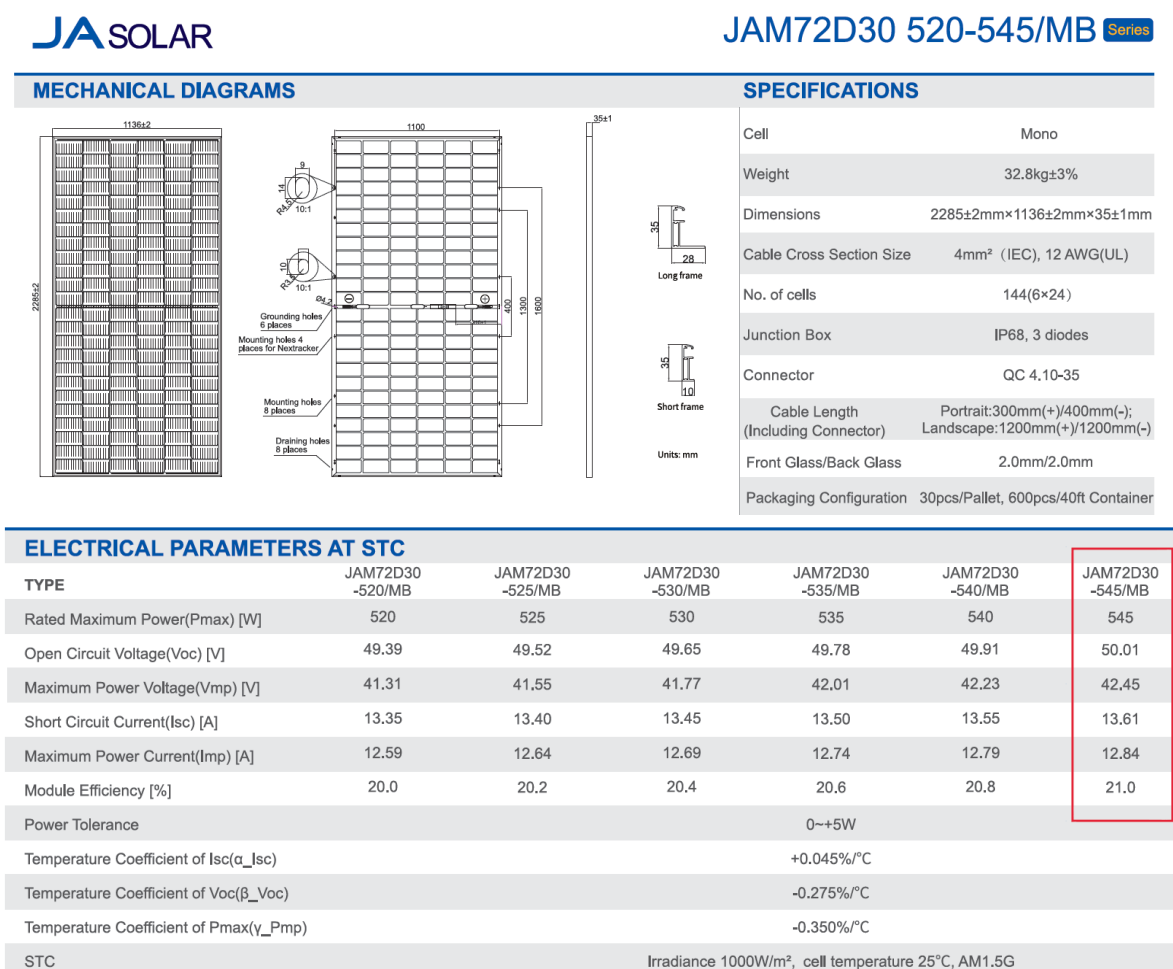 JA SOLAR
JAM72D30 520-545/MB Series
MECHANICAL DIAGRAMS
1136±2
2285±2
1100
35±1
9
14
R4.5
10:1
10
R3.5
10:1
Ø4.2
Grounding holes
6 places
Mounting holes 4
places for Nextracker
Mounting holes
8 places
Draining holes
8 places
400
1300
1600
35
28
Long frame
35
10
Short frame
Units: mm
SPECIFICATIONS
Cell Mono
Weight 32.8kg±3%
Dimensions 2285±2mm×1136±2mm×35±1mm
Cable Cross Section Size 4mm² (IEC), 12 AWG(UL)
No. of cells 144(6×24)
Junction Box IP68, 3 diodes
Connector QC 4.10-35
Cable Length
(Including Connector)
Portrait:300mm(+)/400mm(-);
Landscape:1200mm(+)/1200mm(-)
Front Glass/Back Glass 2.0mm/2.0mm
Packaging Configuration 30pcs/Pallet, 600pcs/40ft Container
ELECTRICAL PARAMETERS AT STC
TYPE JAM72D30 -520/MB JAM72D30 -525/MB JAM72D30 -530/MB JAM72D30 -535/MB JAM72D30 -540/MB JAM72D30 -545/MB
Rated Maximum Power(Pmax) [W] 520 525 530 535 540 545
Open Circuit Voltage(Voc) [V] 49.39 49.52 49.65 49.78 49.91 50.01
Maximum Power Voltage(Vmp) [V] 41.31 41.55 41.77 42.01 42.23 42.45
Short Circuit Current(Isc) [A] 13.35 13.40 13.45 13.50 13.55 13.61
Maximum Power Current(Imp) [A] 12.59 12.64 12.69 12.74 12.79 12.84
Module Efficiency [%] 20.0 20.2 20.4 20.6 20.8 21.0
Power Tolerance 0~+5W
Temperature Coefficient of Isc(α_Isc) +0.045%/°C
Temperature Coefficient of Voc(β_Voc) -0.275%/°C
Temperature Coefficient of Pmax(γ_Pmp) -0.350%/°C
STC Irradiance 1000W/m², cell temperature 25°C, AM1.5G